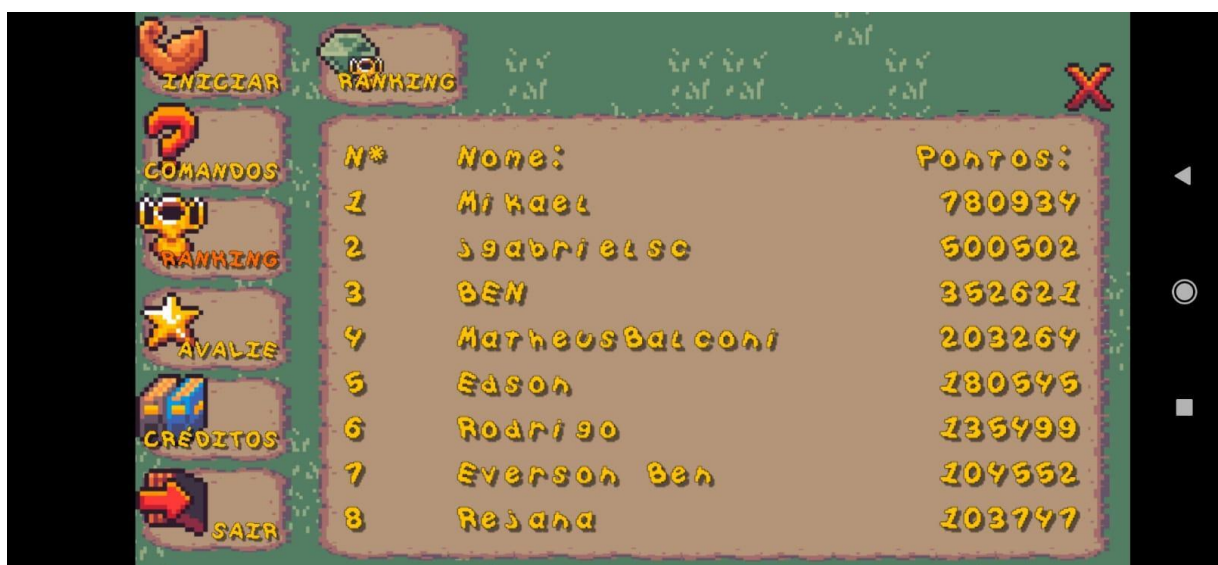 INICIAR
COMANDOS
RANKING
AVALIE
CRÉDITOS
SAIR
RANKING
X
N* Nome: Pontos:
1 Mikael 780934
2 jgabrielsc 500502
3 BEN 352621
4 MatheusBalconi 203264
5 Edson 180545
6 Rodrigo 135499
7 Everson Ben 104552
8 Rejana 103747